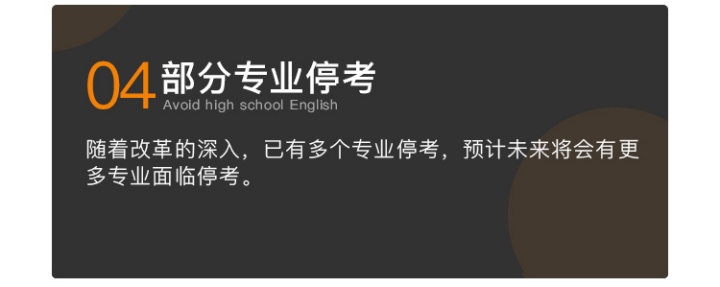 04 部分专业停考
Avoid high school English
随着改革的深入，已有多个专业停考，预计未来将会有更
多专业面临停考。